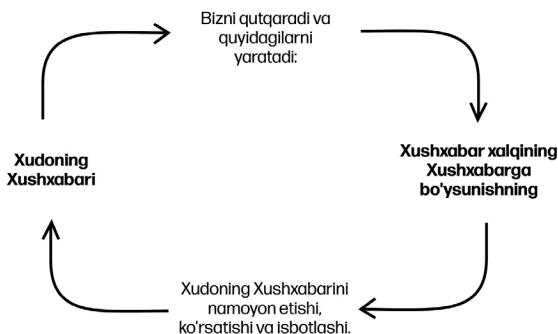 Bizni qutqaradi va
quyidagilarni
yaratadi:
Xushxabar xalqining
Xushxabarga
bo'ysunishning
Xudoning Xushxabarini
namoyon etishi,
ko'rsatishi va isbotlashi.
Xudoning
Xushxabari